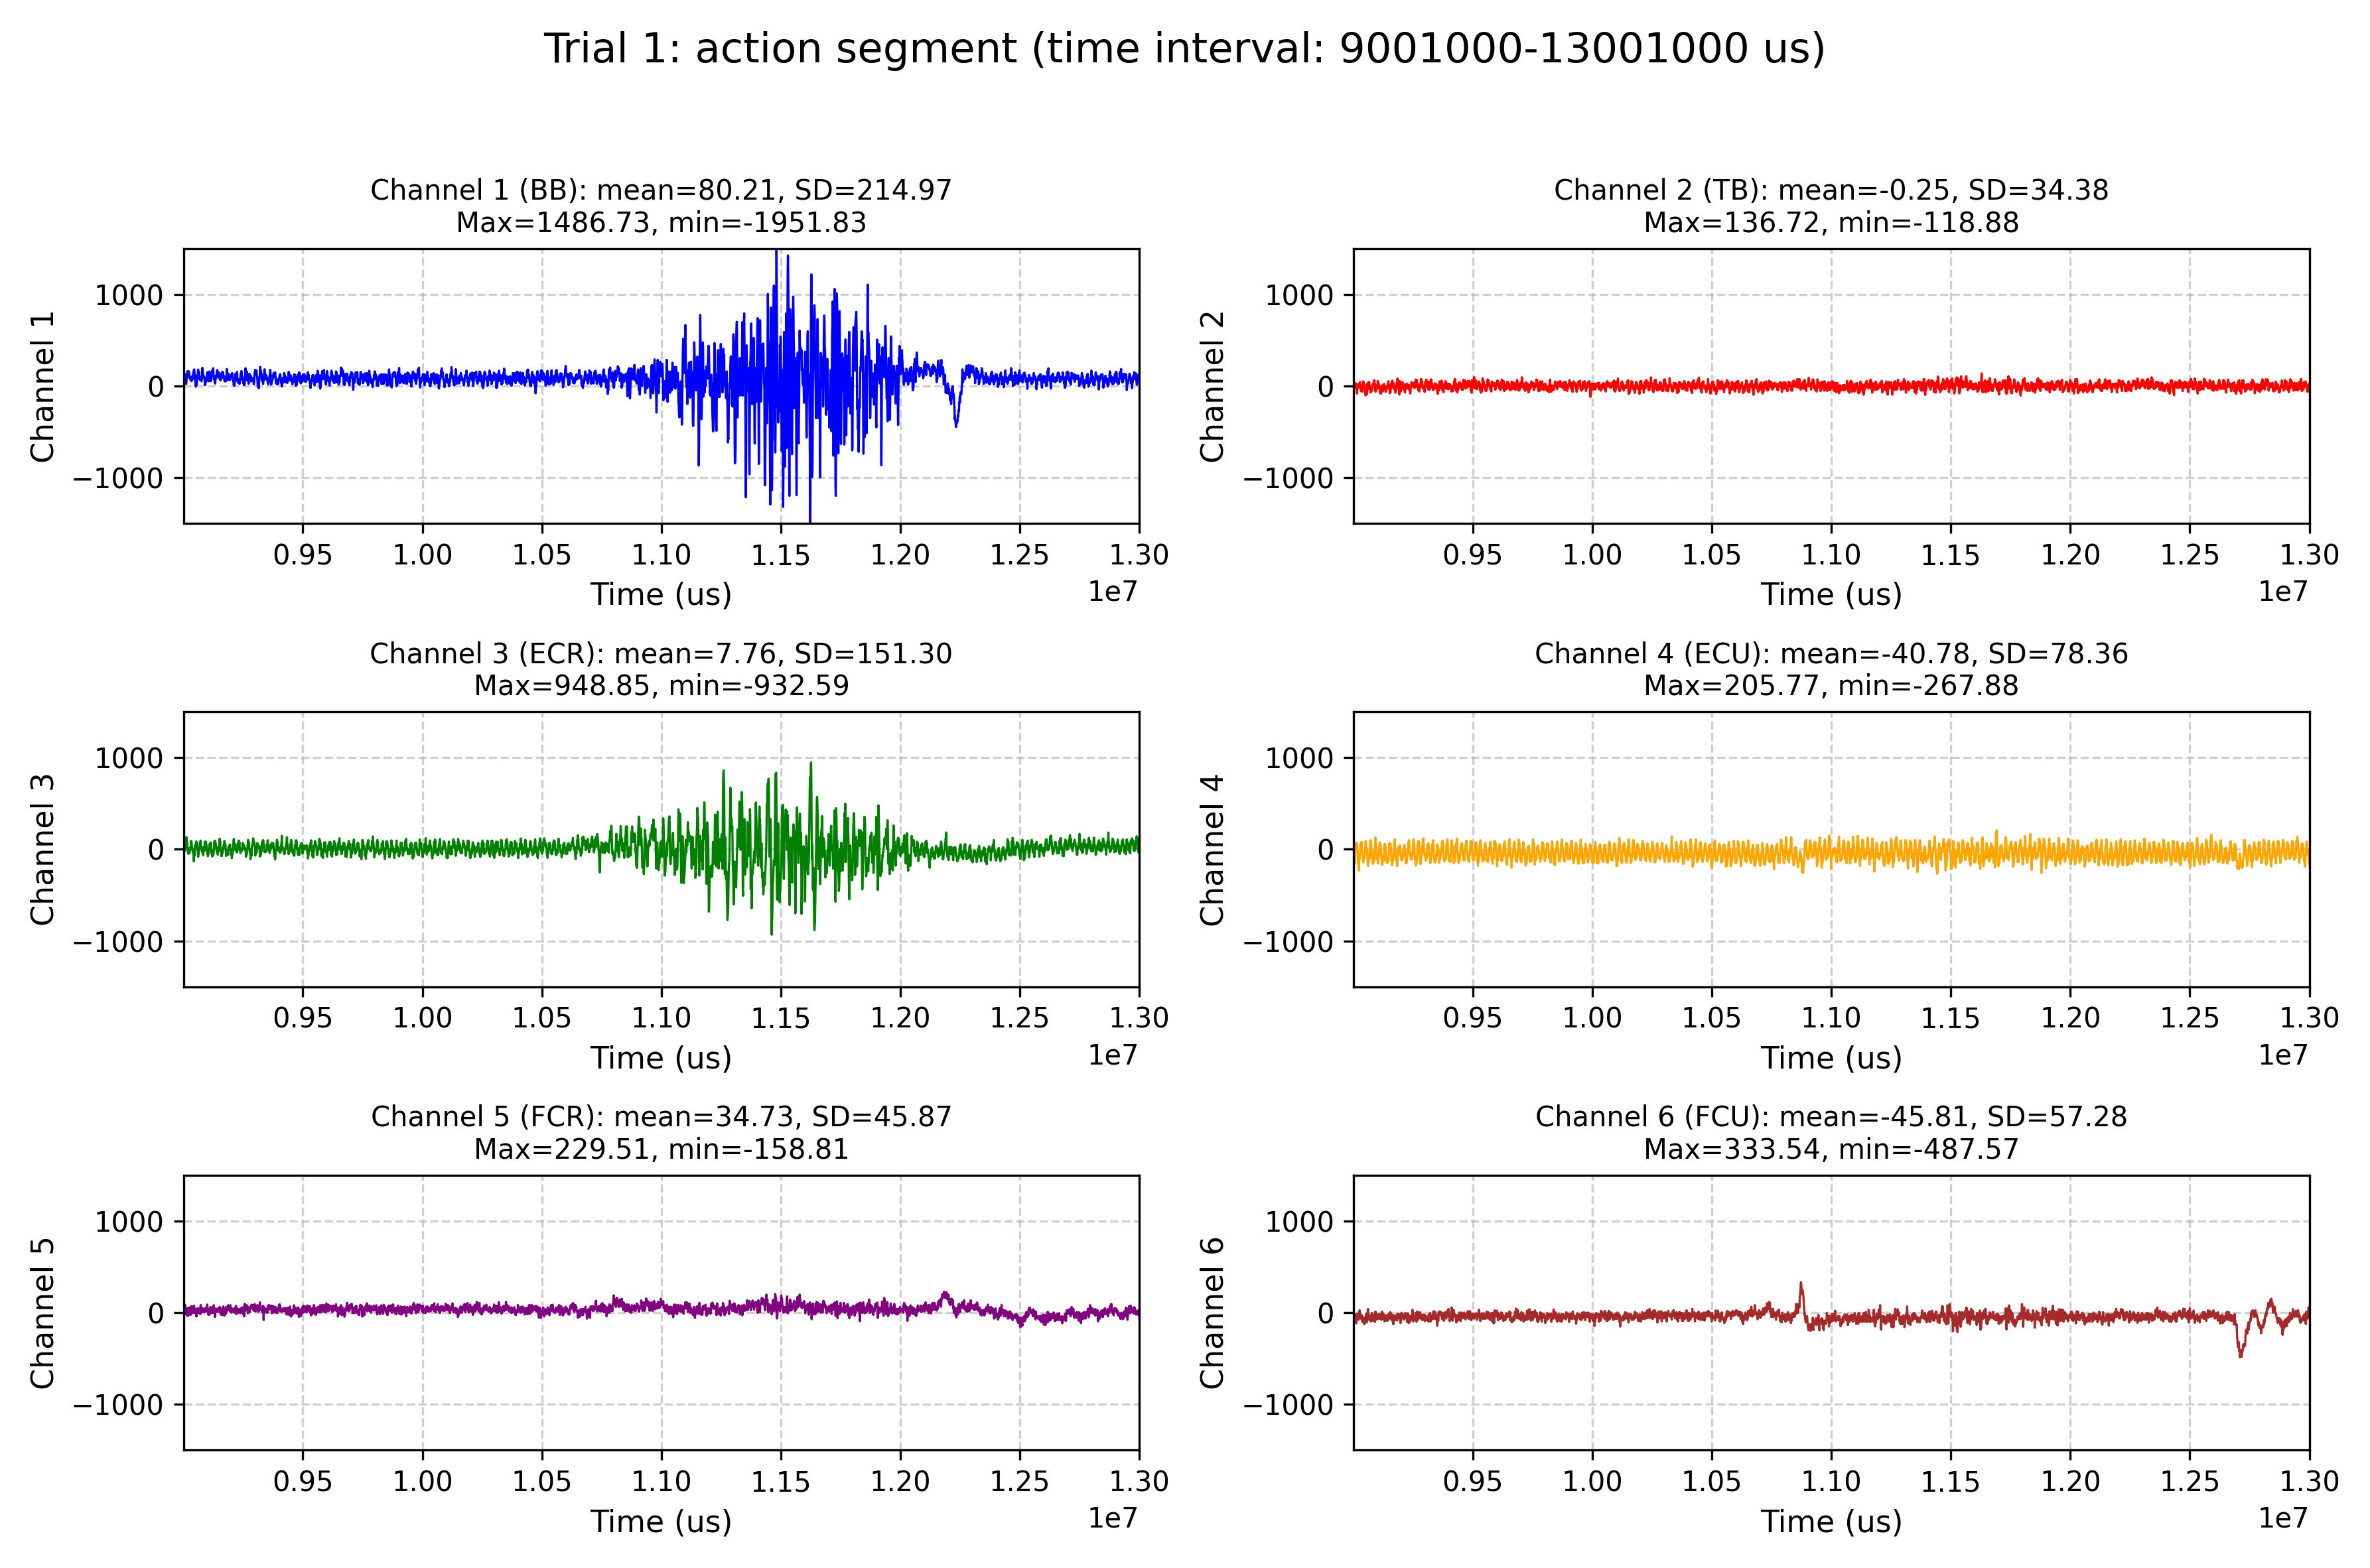 Trial 1: action segment (time interval: 9001000-13001000 us)
Channel 1 (BB): mean=80.21, SD=214.97
Max=1486.73, min=-1951.83
Channel 1
1000
0
−1000
0.95 1.00 1.05 1.10 1.15 1.20 1.25 1.30
Time (us)
1e7
Channel 2 (TB): mean=-0.25, SD=34.38
Max=136.72, min=-118.88
Channel 2
1000
0
−1000
0.95 1.00 1.05 1.10 1.15 1.20 1.25 1.30
Time (us)
1e7
Channel 3 (ECR): mean=7.76, SD=151.30
Max=948.85, min=-932.59
Channel 3
1000
0
−1000
0.95 1.00 1.05 1.10 1.15 1.20 1.25 1.30
Time (us)
1e7
Channel 4 (ECU): mean=-40.78, SD=78.36
Max=205.77, min=-267.88
Channel 4
1000
0
−1000
0.95 1.00 1.05 1.10 1.15 1.20 1.25 1.30
Time (us)
1e7
Channel 5 (FCR): mean=34.73, SD=45.87
Max=229.51, min=-158.81
Channel 5
1000
0
−1000
0.95 1.00 1.05 1.10 1.15 1.20 1.25 1.30
Time (us)
1e7
Channel 6 (FCU): mean=-45.81, SD=57.28
Max=333.54, min=-487.57
Channel 6
1000
0
−1000
0.95 1.00 1.05 1.10 1.15 1.20 1.25 1.30
Time (us)
1e7